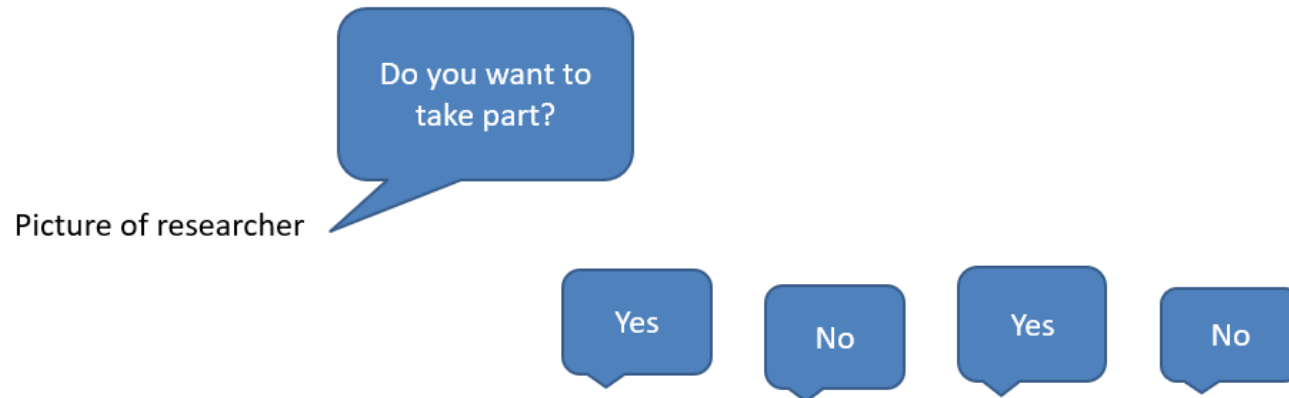 Do you want to
take part?
Picture of researcher
Yes
No
Yes
No